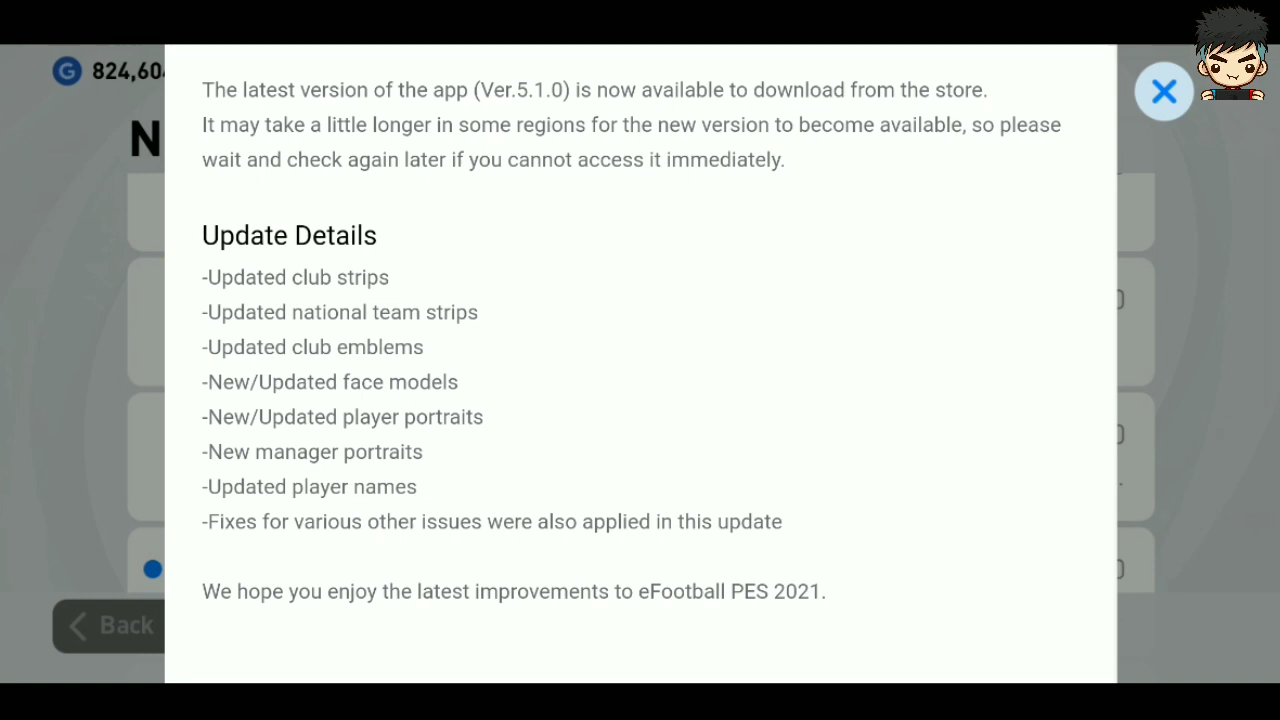 G 824,604
N
The latest version of the app (Ver.5.1.0) is now available to download from the store.
It may take a little longer in some regions for the new version to become available, so please
wait and check again later if you cannot access it immediately.
Update Details
-Updated club strips
-Updated national team strips
-Updated club emblems
-New/Updated face models
-New/Updated player portraits
-New manager portraits
-Updated player names
-Fixes for various other issues were also applied in this update
We hope you enjoy the latest improvements to eFootball PES 2021.
Back